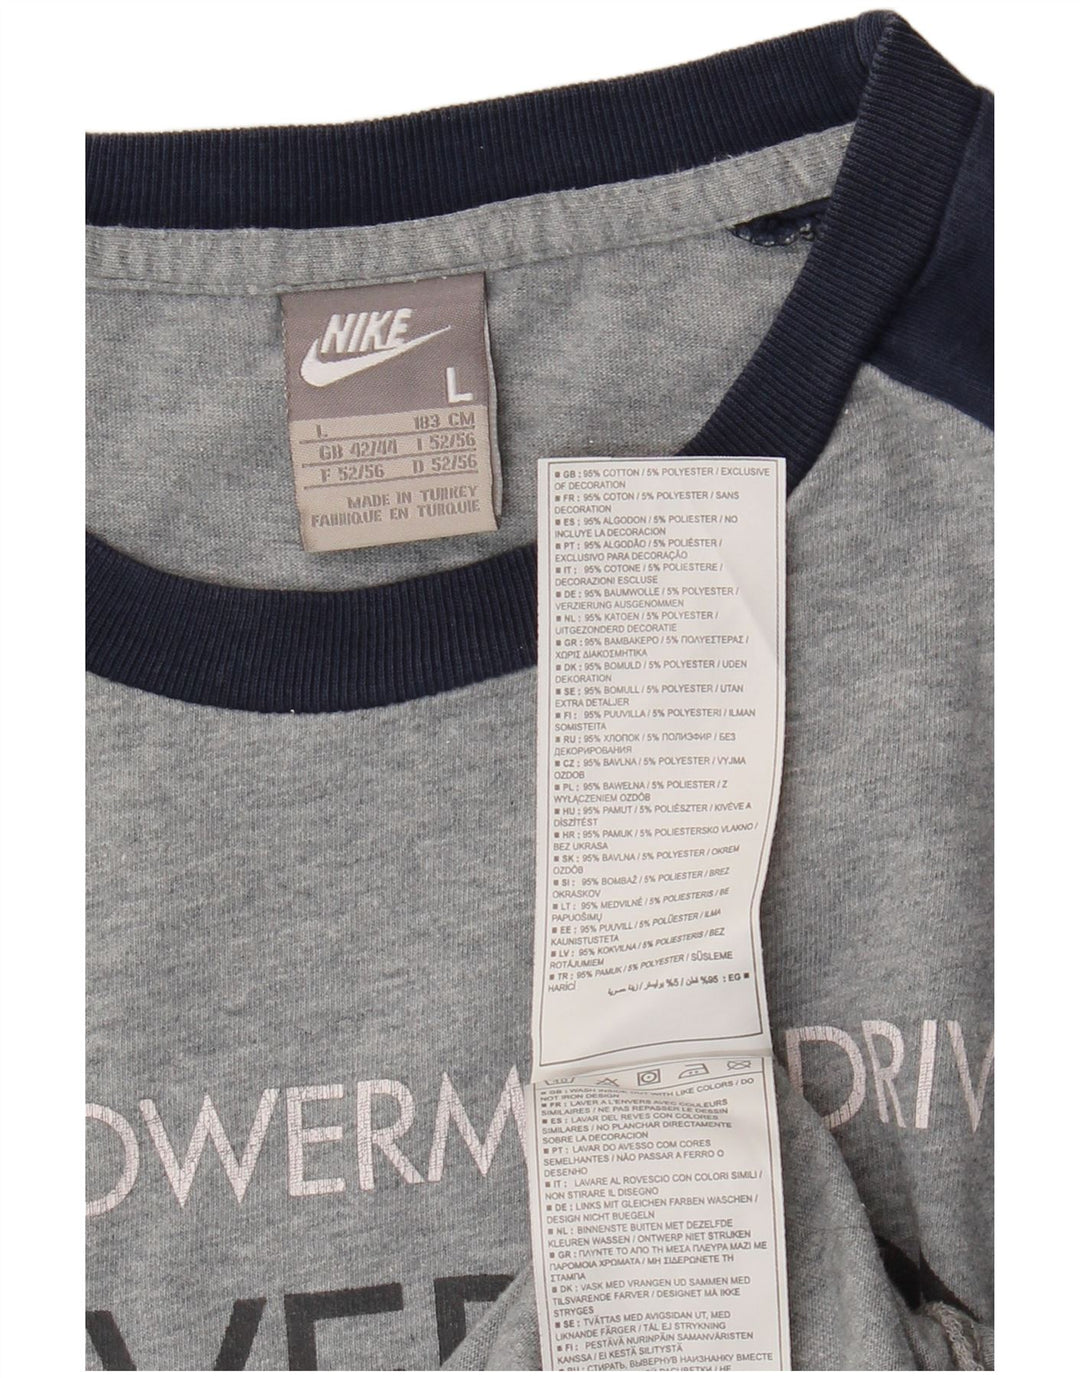 NIKE
L
L 183 CM
GB 42/44 I 52/56
F 52/56 D 52/56
MADE IN TURKEY
FABRIQUE EN TURQUIE
■ GB : 95% COTTON / 5% POLYESTER / EXCLUSIVE
OF DECORATION
■ FR : 95% COTON / 5% POLYESTER / SANS
DECORATION
■ ES : 95% ALGODON / 5% POLIESTER / NO
INCLUYE LA DECORACION
■ PT : 95% ALGODÃO / 5% POLIÉSTER /
EXCLUSIVO PARA DECORAÇÃO
■ IT : 95% COTONE / 5% POLIESTERE /
DECORAZIONI ESCLUSE
■ DE : 95% BAUMWOLLE / 5% POLYESTER /
VERZIERUNG AUSGENOMMEN
■ NL : 95% KATOEN / 5% POLYESTER /
UITGEZONDERD DECORATIE
■ GR : 95% ΒΑΜΒΑΚΕΡΟ / 5% ΠΟΛΥΕΣΤΕΡΑΣ /
ΧΩΡΙΣ ΔΙΑΚΟΣΜΗΤΙΚΑ
■ DK : 95% BOMULD / 5% POLYESTER / UDEN
DEKORATION
■ SE : 95% BOMULL / 5% POLYESTER / UTAN
EXTRA DETALJER
■ FI : 95% PUUVILLA / 5% POLYESTERI / ILMAN
SOMISTEITA
■ RU : 95% ХЛОПОК / 5% ПОЛИЭФИР / БЕЗ
ДЕКОРИРОВАНИЯ
■ CZ : 95% BAVLNA / 5% POLYESTER / VYJMA
OZDOB
■ PL : 95% BAWEŁNA / 5% POLIESTER / Z
WYŁĄCZENIEM OZDÓB
■ HU : 95% PAMUT / 5% POLIÉSZTER / KIVÉVE A
DÍSZÍTÉST
■ HR : 95% PAMUK / 5% POLIESTERSKO VLAKNO /
BEZ UKRASA
■ SK : 95% BAVLNA / 5% POLYESTER / OKREM
OZDÔB
■ SI : 95% BOMBAŽ / 5% POLIESTER / BREZ
OKRASKOV
■ LT : 95% MEDVILNĖ / 5% POLIESTERIS / BE
PAPUOŠIMŲ
■ EE : 95% PUUVILL / 5% POLÜESTER / ILMA
KAUNISTUSTETA
■ LV : 95% KOKVILNA / 5% POLIESTERIS / BEZ
ROTĀJUMIEM
■ TR : 95% PAMUK / 5% POLYESTER / SÜSLEME
HARİCİ
■ EG : 95% قطن / 5% بوليستر / زينة حصرية
OWERM DRIV
■ GB : WASH INSIDE OUT WITH LIKE COLORS / DO
NOT IRON DESIGN
■ FR : LAVER A L'ENVERS AVEC COULEURS
SIMILAIRES / NE PAS REPASSER LE DESSIN
■ ES : LAVAR DEL REVES CON COLORES
SIMILARES / NO PLANCHAR DIRECTAMENTE
SOBRE LA DECORACION
■ PT : LAVAR DO AVESSO COM CORES
SEMELHANTES / NÃO PASSAR A FERRO O
DESENHO
■ IT : LAVARE AL ROVESCIO CON COLORI SIMILI /
NON STIRARE IL DISEGNO
■ DE : LINKS MIT GLEICHEN FARBEN WASCHEN /
DESIGN NICHT BUEGELN
■ NL : BINNENSTE BUITEN MET DEZELFDE
KLEUREN WASSEN / ONTWERP NIET STRIJKEN
■ GR : ΠΛΥΝΤΕ ΤΟ ΑΠΟ ΤΗ ΜΕΣΑ ΠΛΕΥΡΑ ΜΑΖΙ ΜΕ
ΠΑΡΟΜΟΙΑ ΧΡΩΜΑΤΑ / ΜΗ ΣΙΔΕΡΩΝΕΤΕ ΤΗ
ΣΤΑΜΠΑ
■ DK : VASK MED VRANGEN UD SAMMEN MED
TILSVARENDE FARVER / DESIGNET MÅ IKKE
STRYGES
■ SE : TVÄTTAS MED AVIGSIDAN UT, MED
LIKNANDE FÄRGER / TÅL EJ STRYKNING
■ FI : PESTÄVÄ NURINPÄIN SAMANVÄRISTEN
KANSSA / EI KESTÄ SILITYSTÄ
■ RU : СТИРАТЬ, ВЫВЕРНУВ НАИЗНАНКУ ВМЕСТЕ
VER